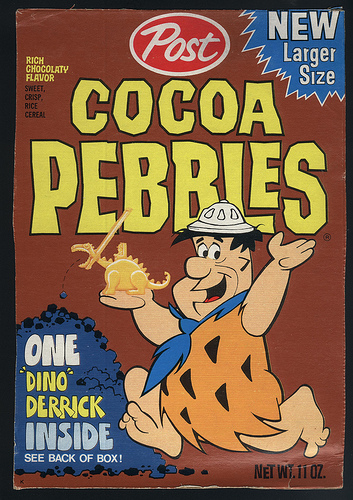 Post
NEW
Larger
Size
RICH
CHOCOLATY
FLAVOR
SWEET,
CRISP,
RICE
CEREAL
COCOA
PEBBLES
®
ONE
"DINO"
DERRICK
INSIDE
SEE BACK OF BOX!
NET WT. 11 OZ.